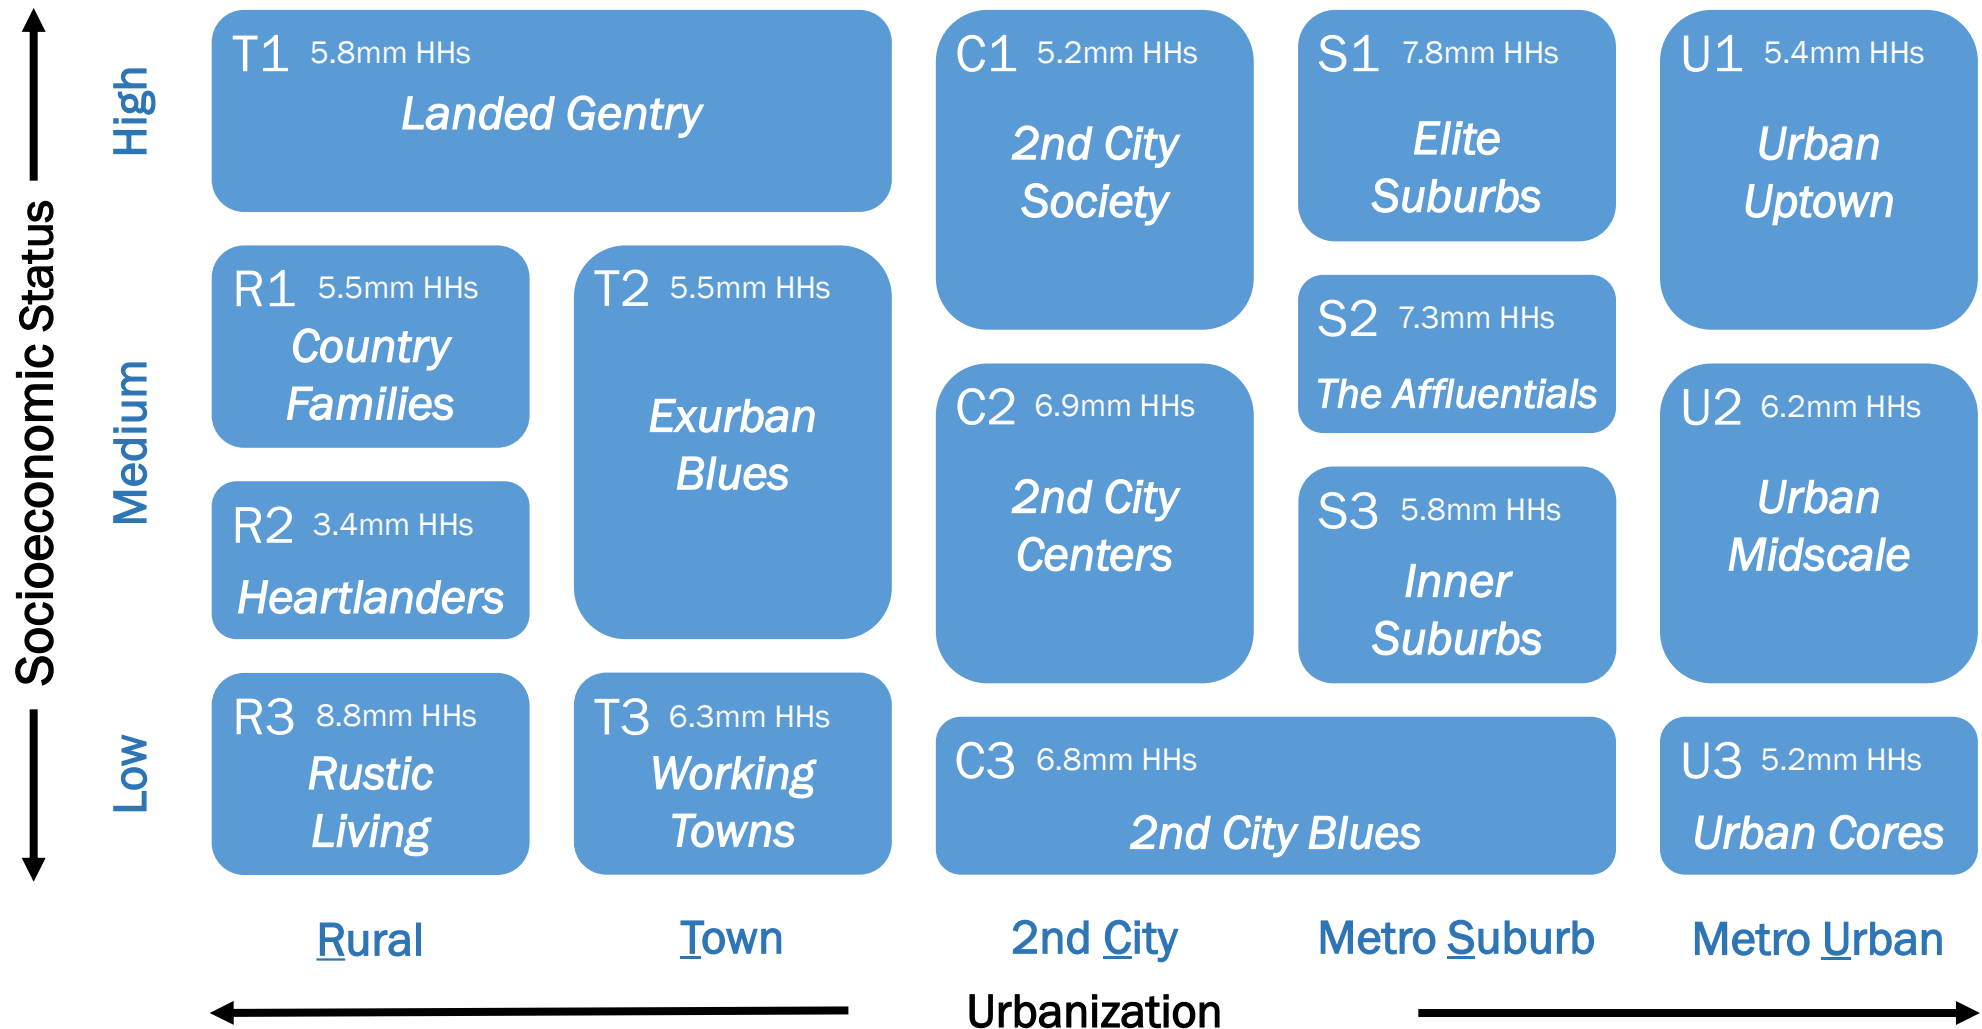 Socioeconomic Status
High
Medium
Low
T1 5.8mm HHs
Landed Gentry
C1 5.2mm HHs
2nd City
Society
S1 7.8mm HHs
Elite
Suburbs
U1 5.4mm HHs
Urban
Uptown
R1 5.5mm HHs
Country
Families
T2 5.5mm HHs
Exurban
Blues
S2 7.3mm HHs
The Affluentials
C2 6.9mm HHs
2nd City
Centers
U2 6.2mm HHs
Urban
Midscale
R2 3.4mm HHs
Heartlanders
S3 5.8mm HHs
Inner
Suburbs
R3 8.8mm HHs
Rustic
Living
T3 6.3mm HHs
Working
Towns
C3 6.8mm HHs
2nd City Blues
U3 5.2mm HHs
Urban Cores
Rural
Town
2nd City
Metro Suburb
Metro Urban
Urbanization